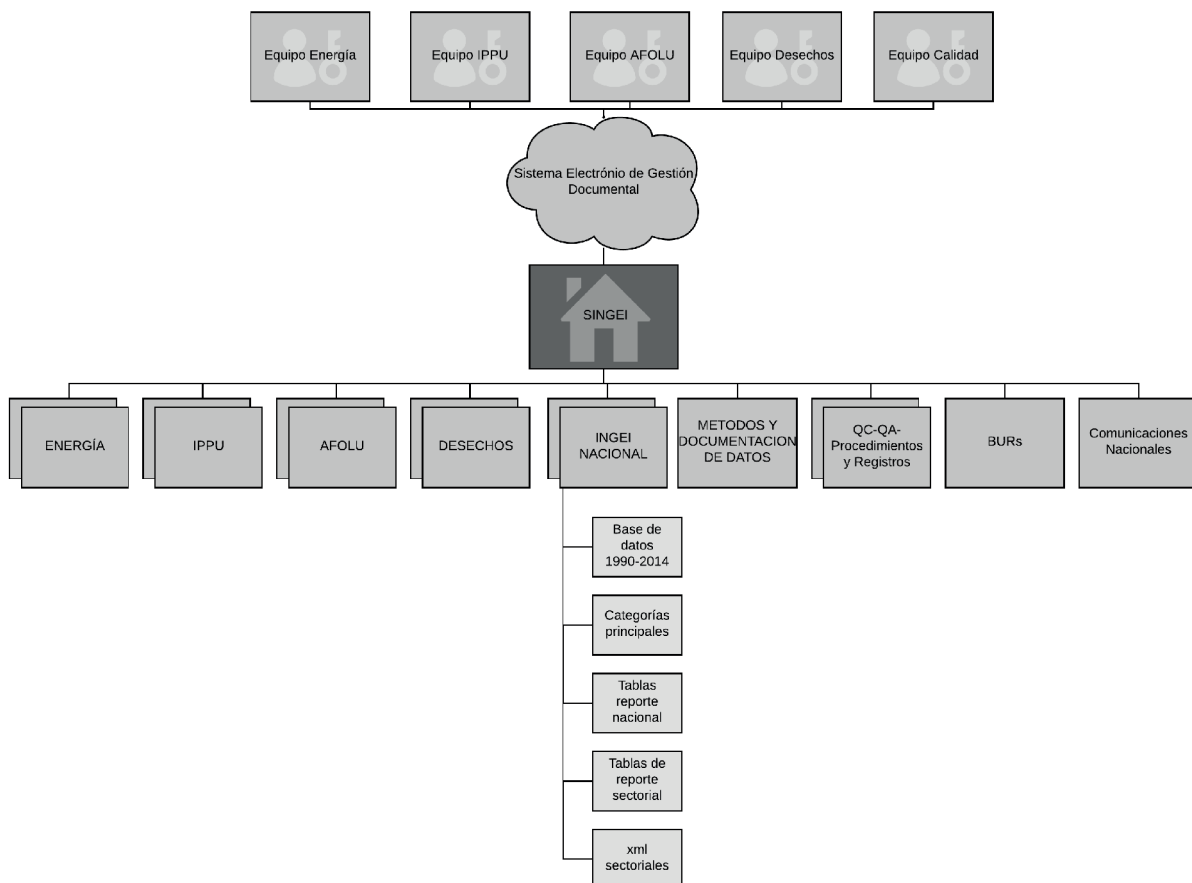 Equipo Energía
Equipo IPPU
Equipo AFOLU
Equipo Desechos
Equipo Calidad
Sistema Electrónio de Gestión
Documental
SINGEI
ENERGÍA
IPPU
AFOLU
DESECHOS
INGEI
NACIONAL
METODOS Y
DOCUMENTACION
DE DATOS
QC-QA-
Procedimientos
y Registros
BURs
Comunicaciones
Nacionales
Base de
datos
1990-2014
Categorías
principales
Tablas
reporte
nacional
Tablas de
reporte
sectorial
xml
sectoriales